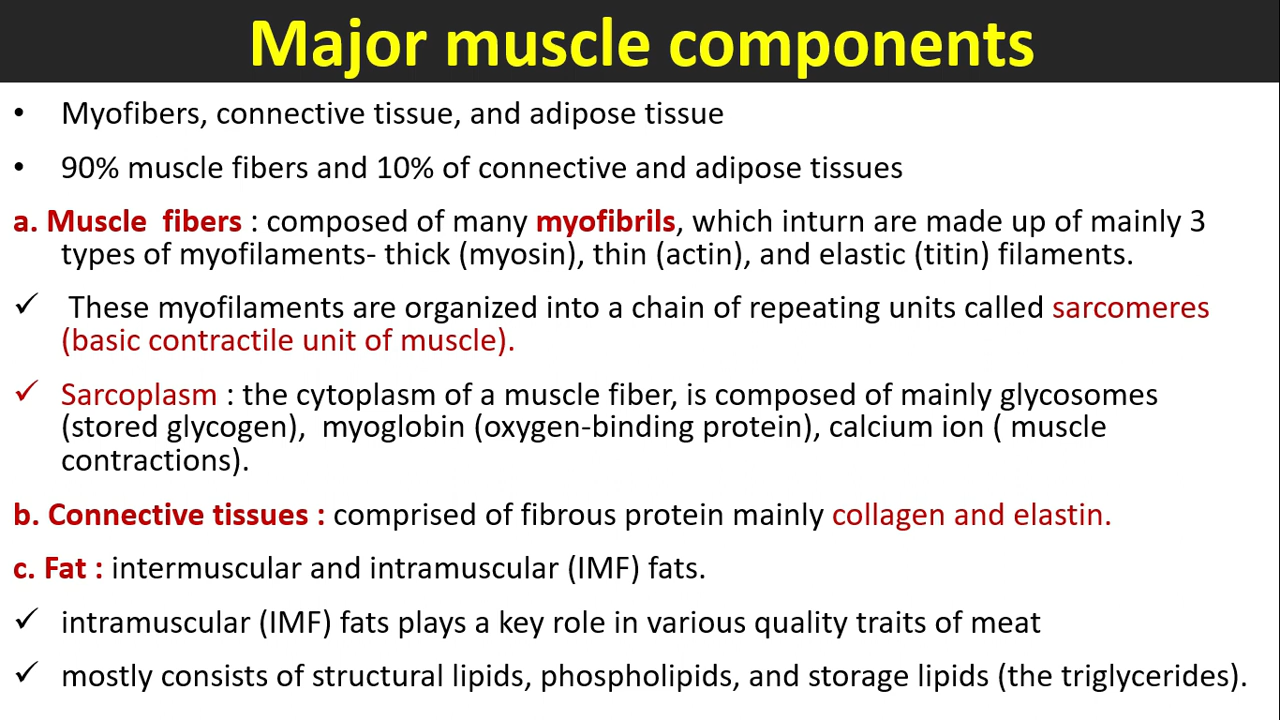 Major muscle components
• Myofibers, connective tissue, and adipose tissue
• 90% muscle fibers and 10% of connective and adipose tissues
a. Muscle  fibers : composed of many myofibrils, which inturn are made up of mainly 3
types of myofilaments- thick (myosin), thin (actin), and elastic (titin) filaments.
✓ These myofilaments are organized into a chain of repeating units called sarcomeres
(basic contractile unit of muscle).
✓ Sarcoplasm : the cytoplasm of a muscle fiber, is composed of mainly glycosomes
(stored glycogen),  myoglobin (oxygen-binding protein), calcium ion ( muscle
contractions).
b. Connective tissues : comprised of fibrous protein mainly collagen and elastin.
c. Fat : intermuscular and intramuscular (IMF) fats.
✓ intramuscular (IMF) fats plays a key role in various quality traits of meat
✓ mostly consists of structural lipids, phospholipids, and storage lipids (the triglycerides).